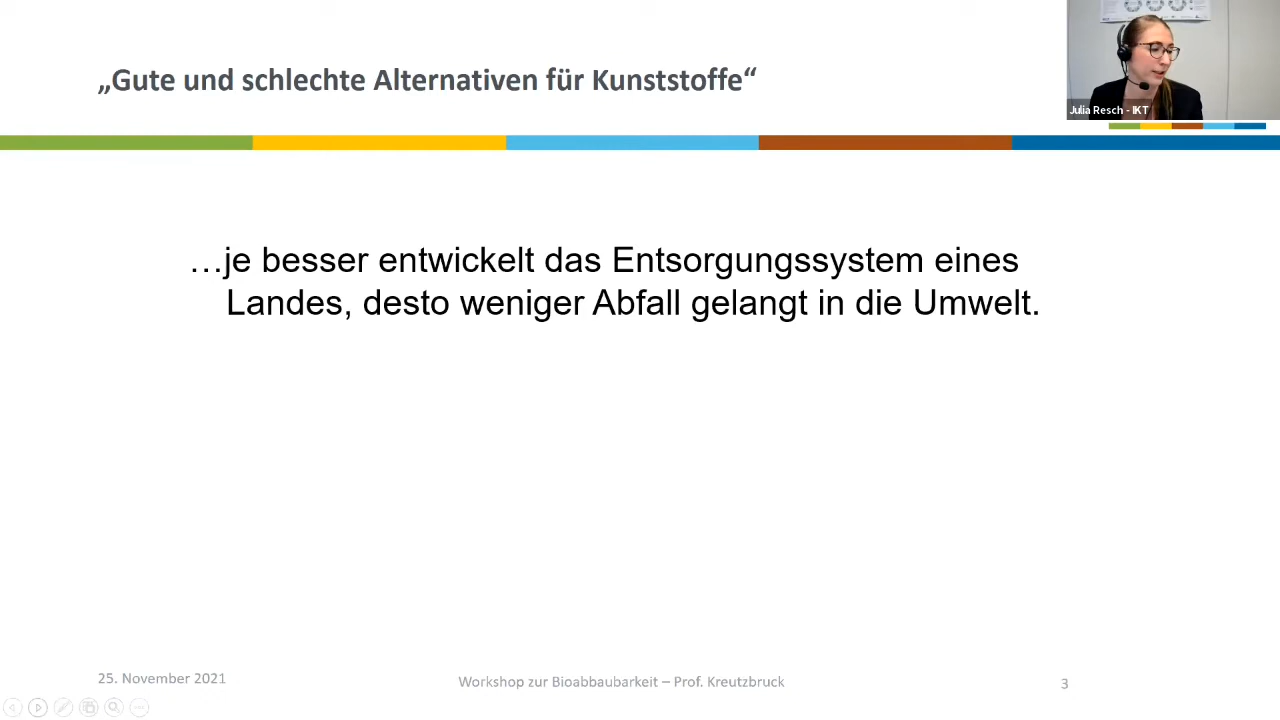 „Gute und schlechte Alternativen für Kunststoffe“
Julia Resch - IKT
…je besser entwickelt das Entsorgungssystem eines
Landes, desto weniger Abfall gelangt in die Umwelt.
25. November 2021
Workshop zur Bioabbaubarkeit – Prof. Kreutzbruck
3